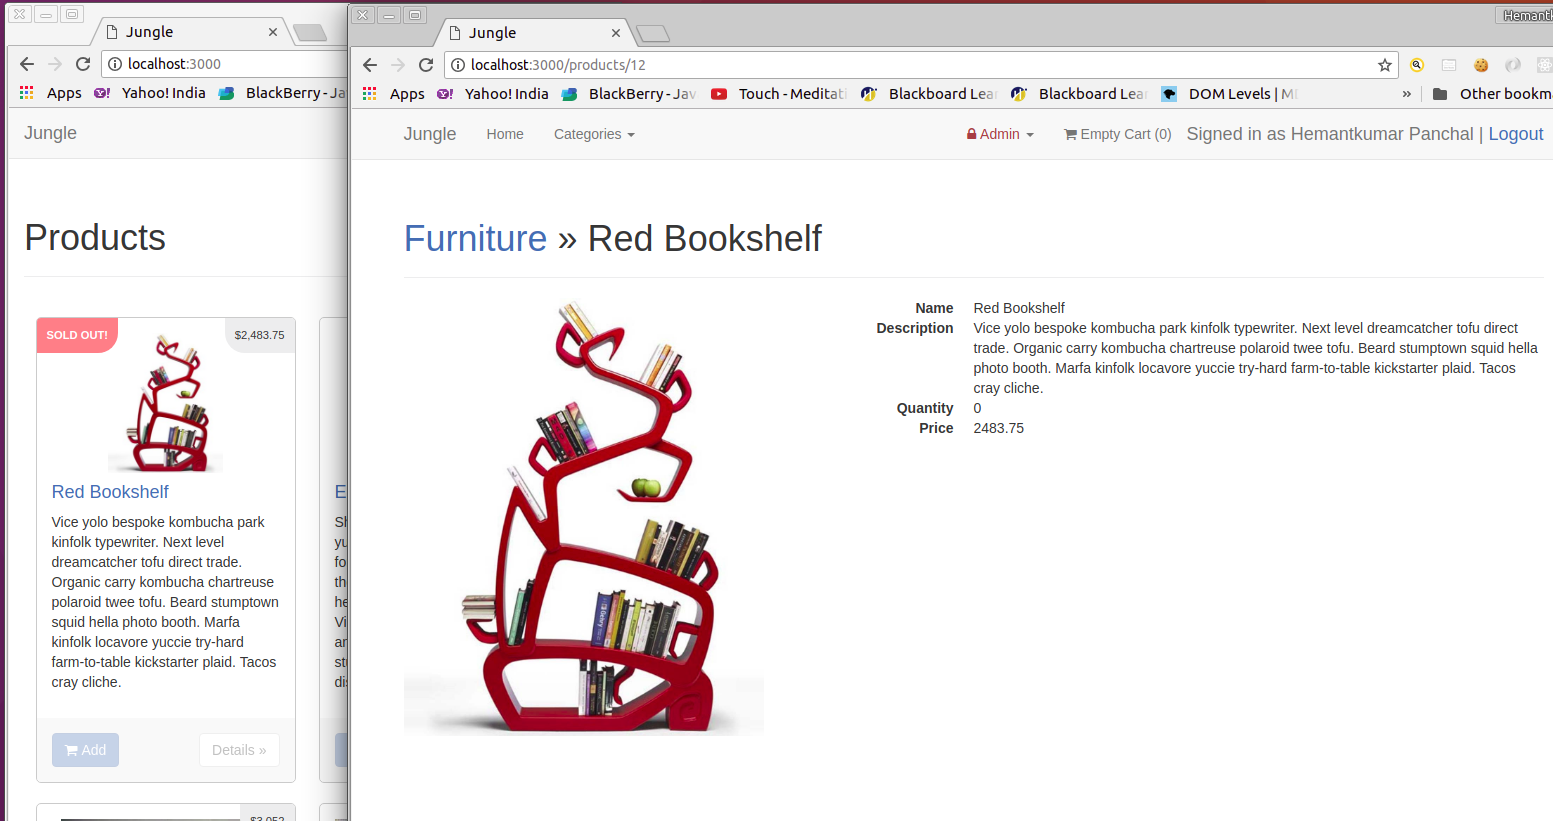 Jungle
localhost:3000
Apps Yahoo! India BlackBerry - Jav
Jungle
Products
SOLD OUT!
$2,483.75
Red Bookshelf
Vice yolo bespoke kombucha park
kinfolk typewriter. Next level
dreamcatcher tofu direct trade.
Organic carry kombucha chartreuse
polaroid twee tofu. Beard stumptown
squid hella photo booth. Marfa
kinfolk locavore yuccie try-hard
farm-to-table kickstarter plaid. Tacos
cray cliche.
Add
Details »
$3,052
Hemant
Jungle
localhost:3000/products/12
Apps Yahoo! India BlackBerry - Jav Touch - Meditati Blackboard Lear Blackboard Lear DOM Levels | M » Other bookma
Jungle Home Categories Admin Empty Cart (0) Signed in as Hemantkumar Panchal | Logout
Furniture » Red Bookshelf
Name Red Bookshelf
Description Vice yolo bespoke kombucha park kinfolk typewriter. Next level dreamcatcher tofu direct
trade. Organic carry kombucha chartreuse polaroid twee tofu. Beard stumptown squid hella
photo booth. Marfa kinfolk locavore yuccie try-hard farm-to-table kickstarter plaid. Tacos
cray cliche.
Quantity 0
Price 2483.75